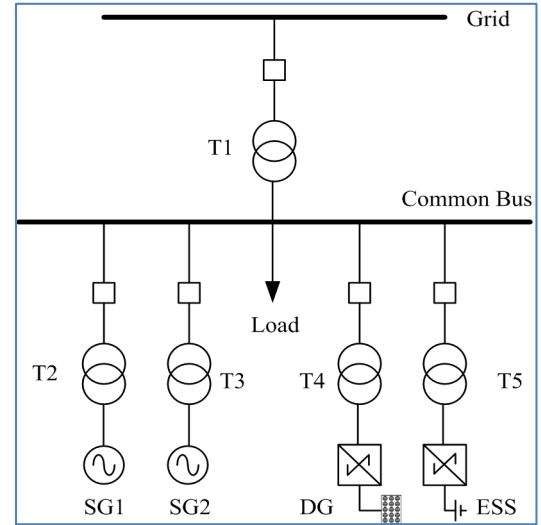 Grid
T1
Common Bus
Load
T2
T3
T4
T5
SG1
SG2
DG
ESS